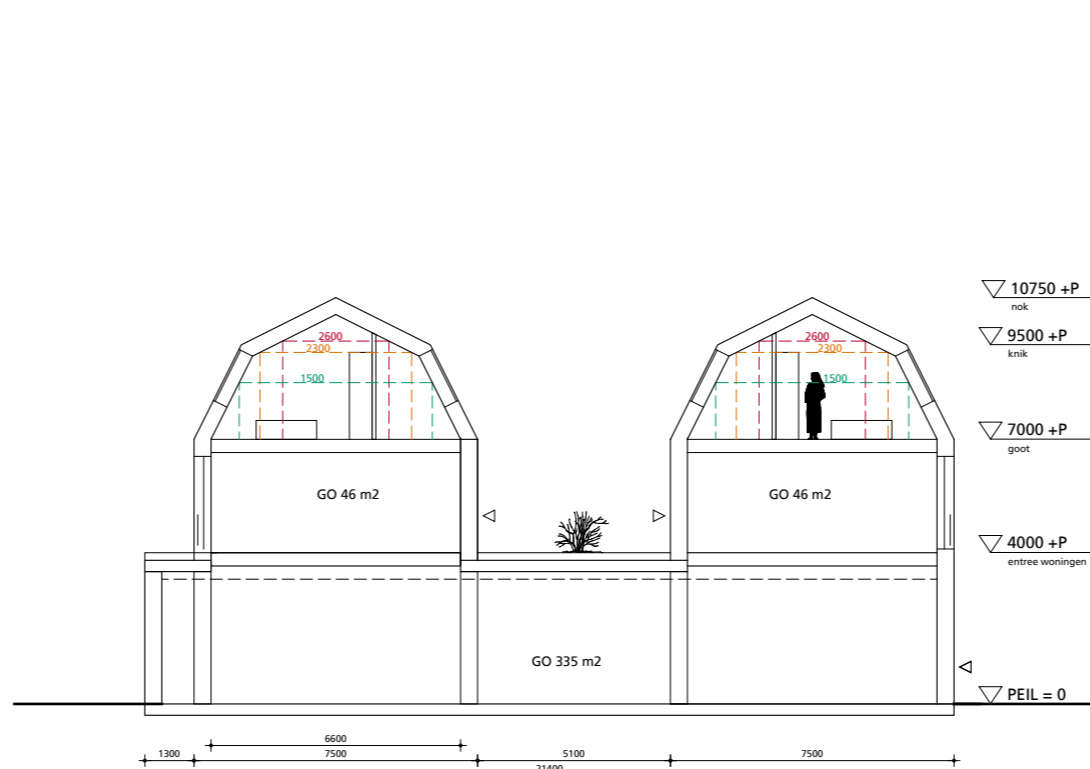 10750 +P
nok
2600
2600
9500 +P
2300
2300
knik
1500
1500
7000 +P
goot
GO 46 m2
GO 46 m2
4000 +P
entree woningen
GO 335 m2
PEIL = 0
6600
1300
7500
5100
7500
21400